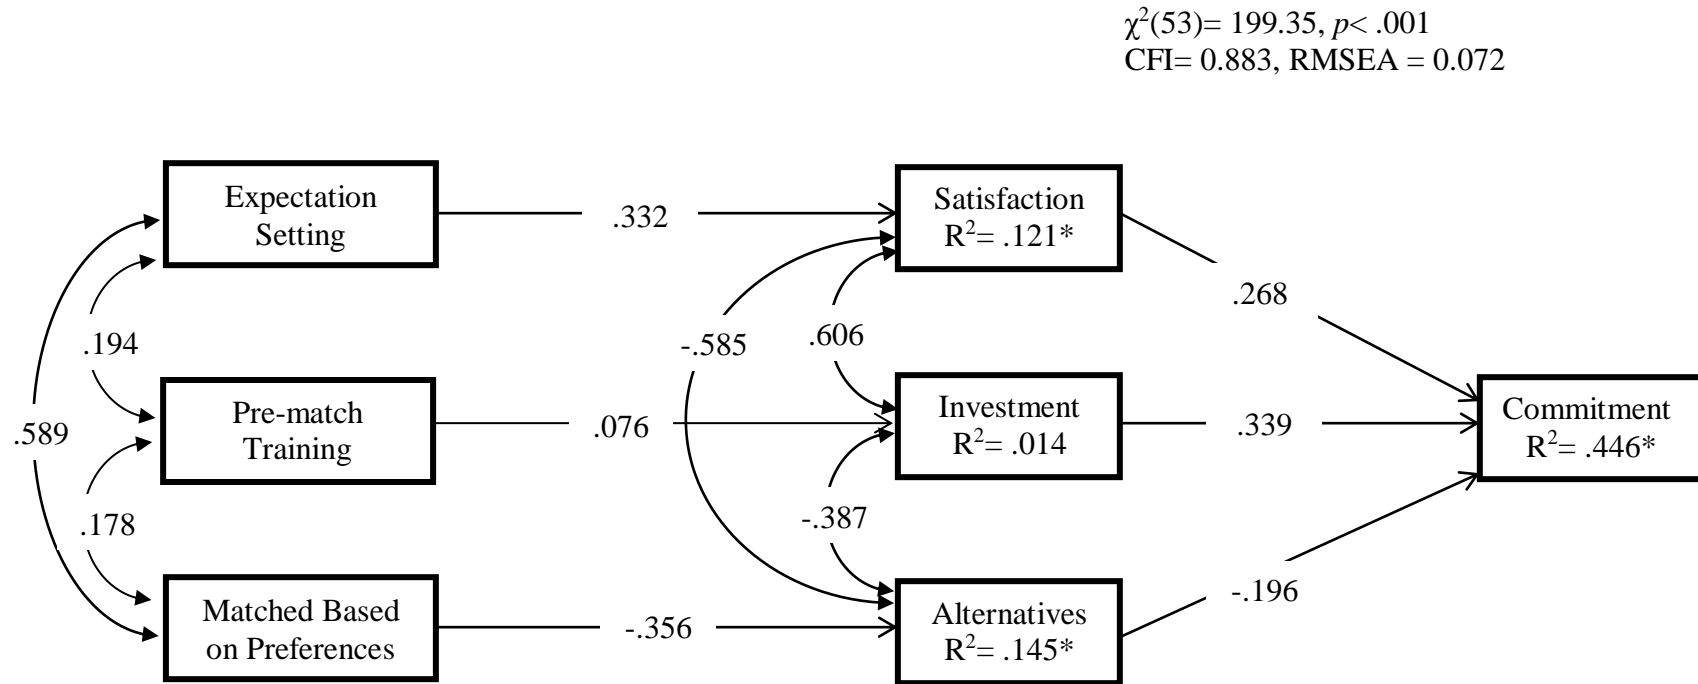 χ²(53)= 199.35, p< .001
CFI= 0.883, RMSEA = 0.072
Expectation
Setting
.332
Satisfaction
R²= .121*
.268
.194
-.585
.606
.589
Pre-match
Training
.076
Investment
R²= .014
.339
Commitment
R²= .446*
.178
-.387
Matched Based
on Preferences
-.356
Alternatives
R²= .145*
-.196